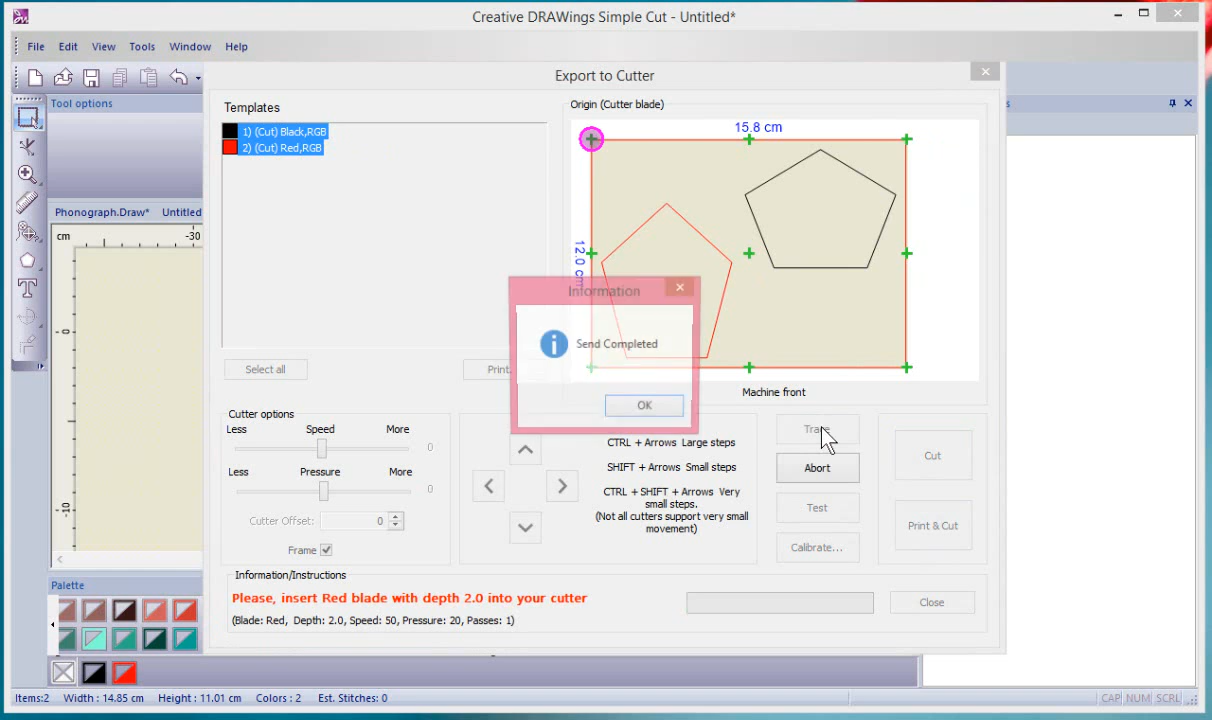 Creative DRAWings Simple Cut - Untitled*
File Edit View Tools Window Help
Export to Cutter
Tool options
Templates
Origin (Cutter blade)
1) (Cut) Black,RGB
2) (Cut) Red,RGB
15.8 cm
12.0 cm
Phonograph.Draw* Untitled
cm
-30
0
-10
Information
Send Completed
OK
Select all
Print
Machine front
Cutter options
Less Speed More
0
Less Pressure More
0
Cutter Offset: 0
Frame
CTRL + Arrows Large steps
SHIFT + Arrows Small steps
CTRL + SHIFT + Arrows Very
small steps.
(Not all cutters support very small
movement)
Trace
Abort
Test
Calibrate...
Cut
Print & Cut
Information/Instructions
Please, insert Red blade with depth 2.0 into your cutter
(Blade: Red, Depth: 2.0, Speed: 50, Pressure: 20, Passes: 1)
Close
Palette
Items:2 Width : 14.85 cm Height : 11.01 cm Colors : 2 Est. Stitches: 0
CAP NUM SCRL